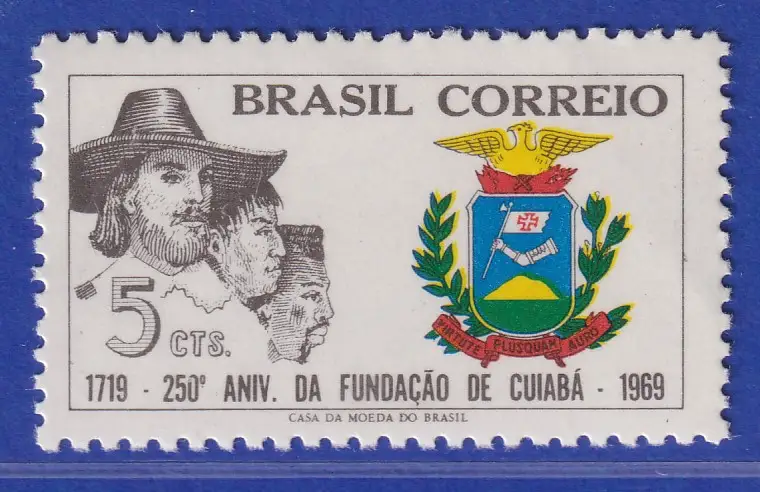 BRASIL CORREIO
5 CTS.
VIRTUTE PLUSQUAM AURO
1719 - 250º ANIV. DA FUNDAÇÃO DE CUIABÁ - 1969
CASA DA MOEDA DO BRASIL